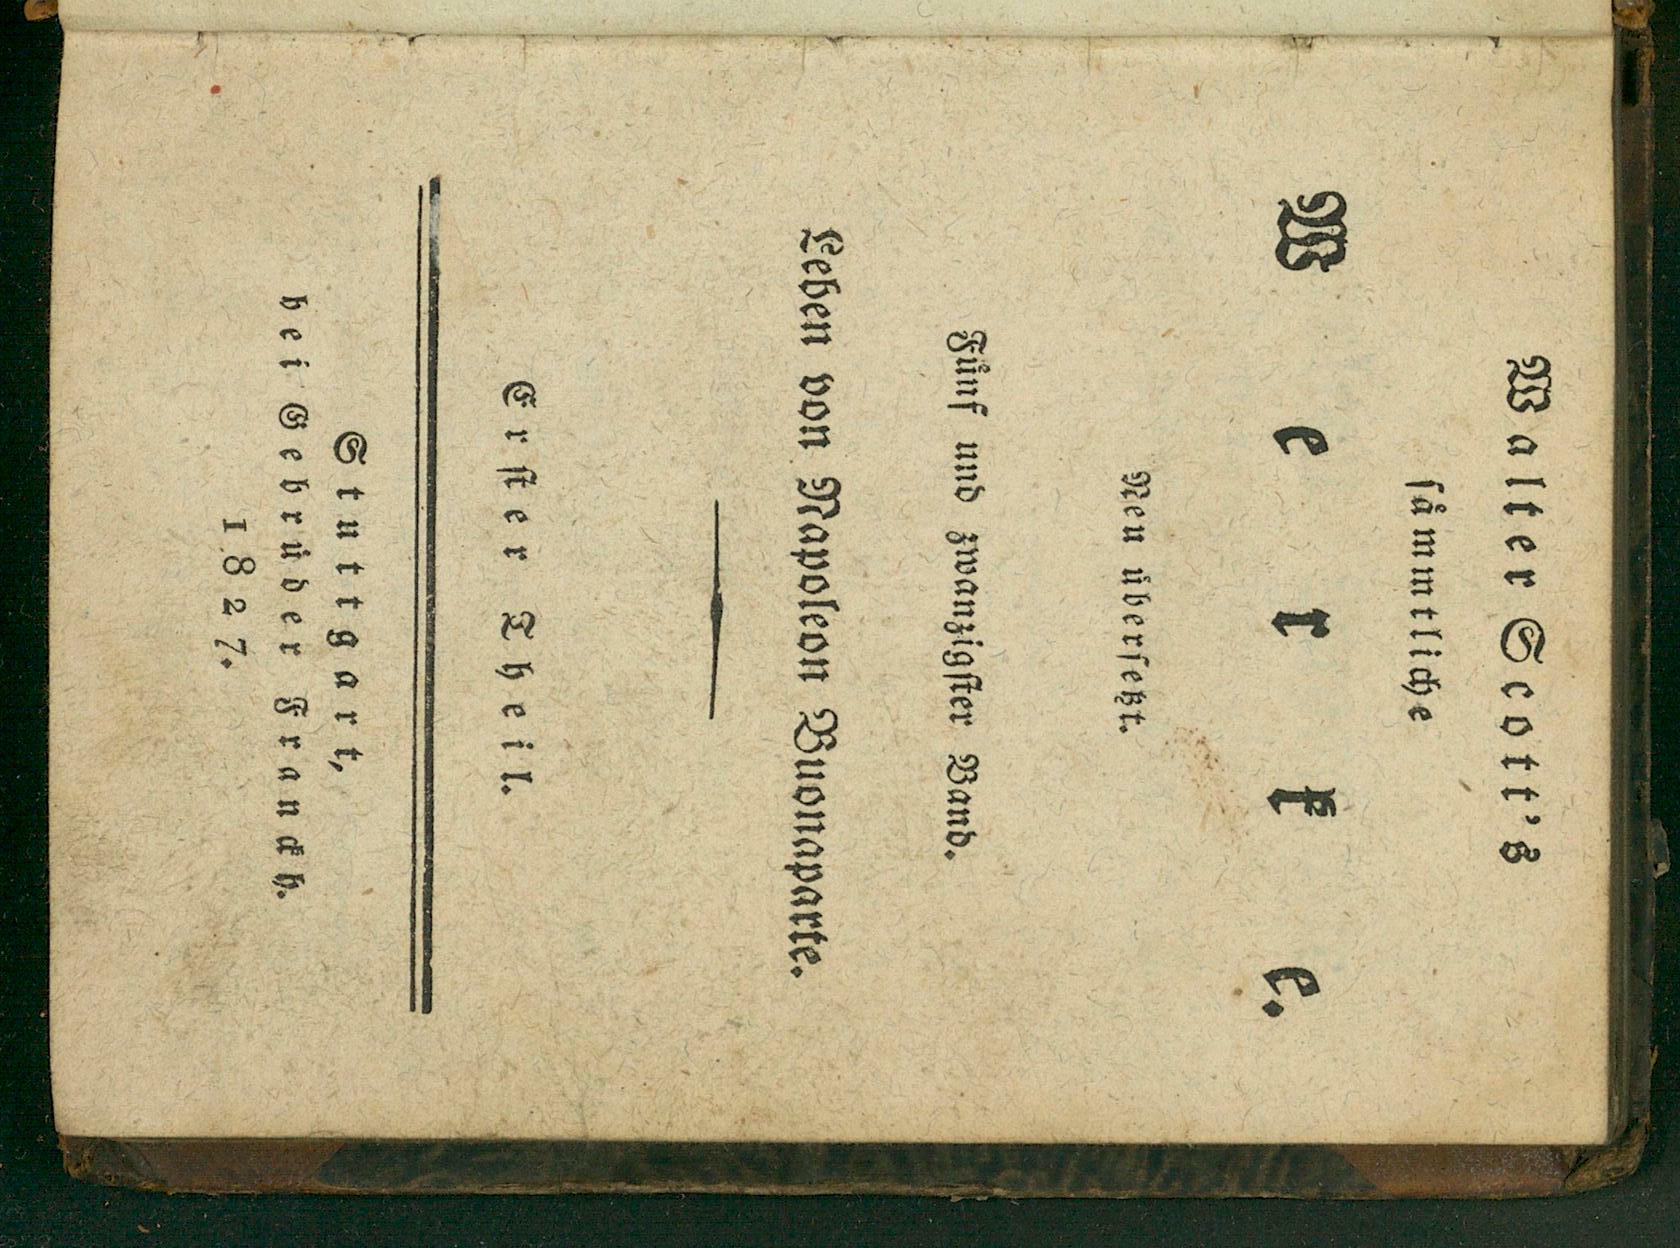 Walter Scott's
sämmtliche
Werke.
Neu übersetzt.
Fünf und zwanzigster Band.
Leben von Napoleon Buonaparte.
Erster Theil.
Stuttgart,
bei Gebrüder Franckh.
1827.